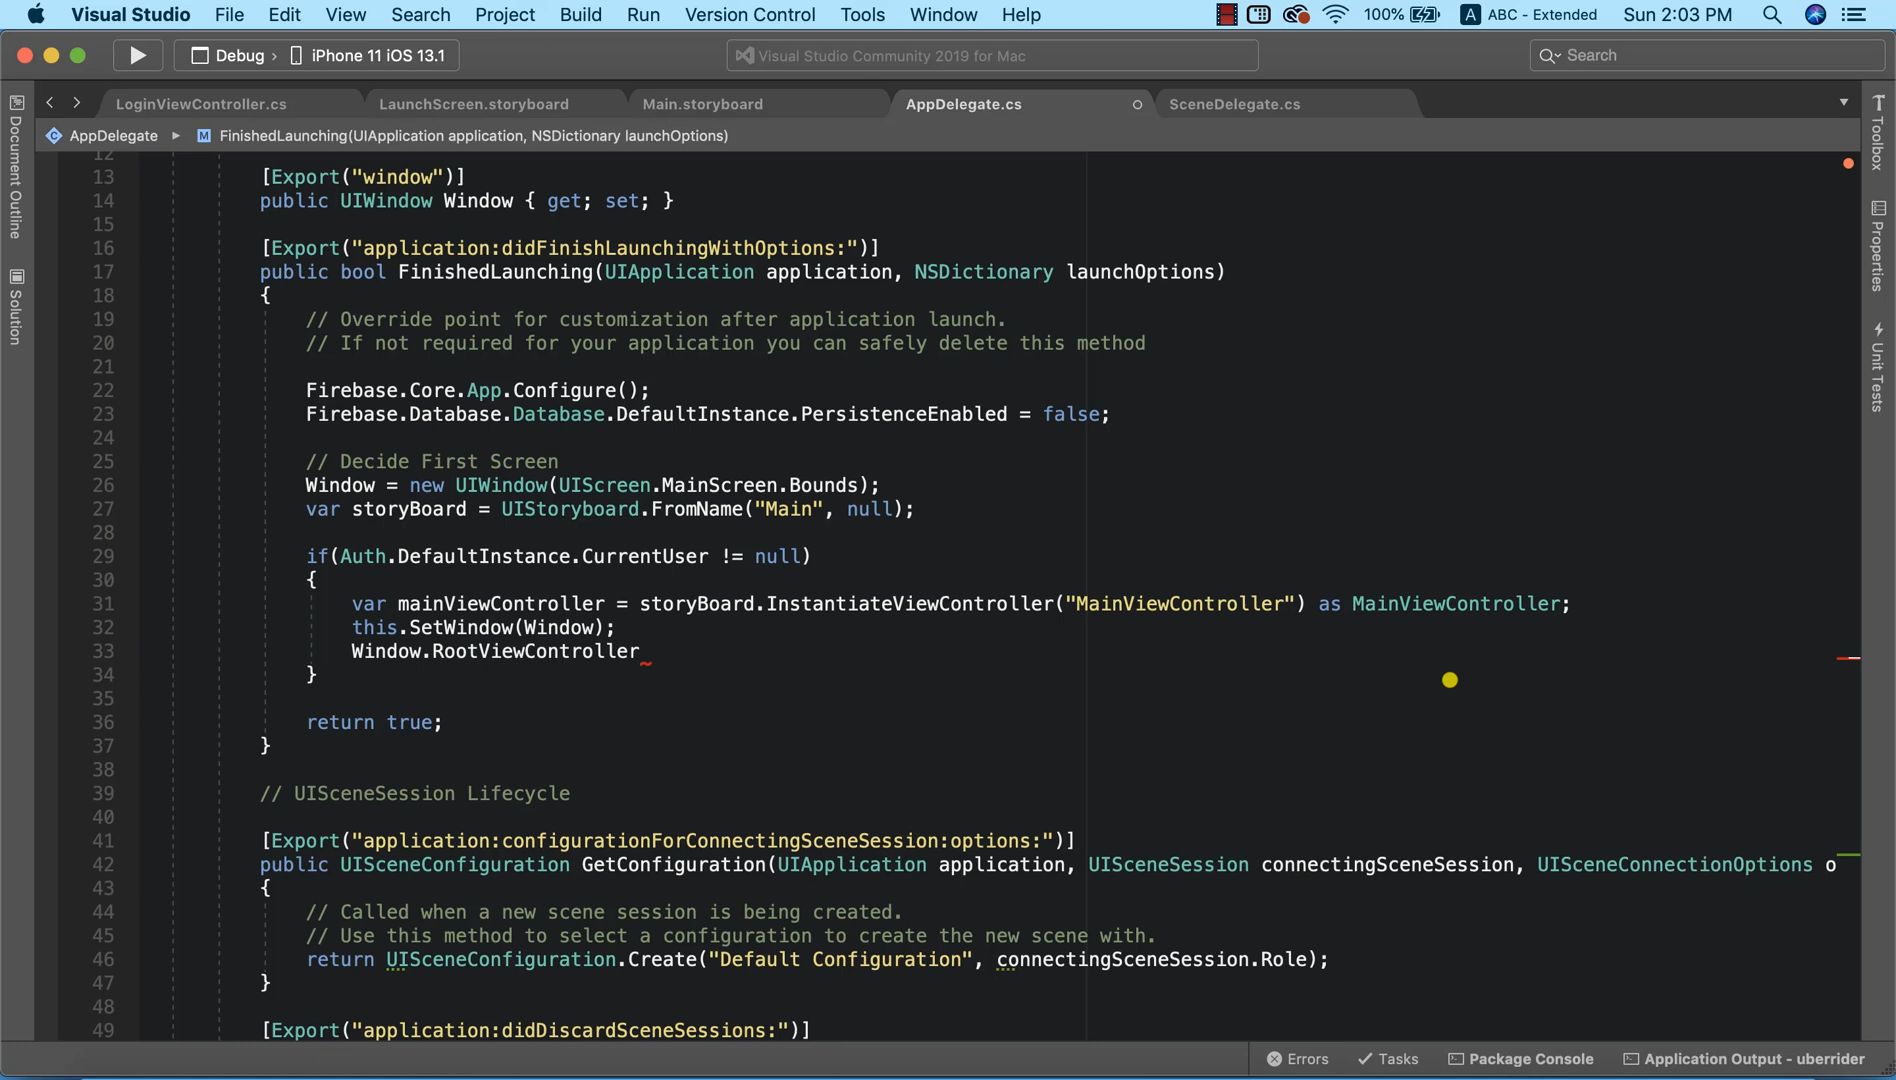 Visual Studio File Edit View Search Project Build Run Version Control Tools Window Help 100% A ABC - Extended Sun 2:03 PM
Debug › iPhone 11 iOS 13.1 Visual Studio Community 2019 for Mac Search
LoginViewController.cs LaunchScreen.storyboard Main.storyboard AppDelegate.cs SceneDelegate.cs
AppDelegate M FinishedLaunching(UIApplication application, NSDictionary launchOptions)
Document Outline
Solution
Toolbox
Properties
Unit Tests
12
13 [Export("window")]
14 public UIWindow Window { get; set; }
15
16 [Export("application:didFinishLaunchingWithOptions:")]
17 public bool FinishedLaunching(UIApplication application, NSDictionary launchOptions)
18 {
19 // Override point for customization after application launch.
20 // If not required for your application you can safely delete this method
21
22 Firebase.Core.App.Configure();
23 Firebase.Database.Database.DefaultInstance.PersistenceEnabled = false;
24
25 // Decide First Screen
26 Window = new UIWindow(UIScreen.MainScreen.Bounds);
27 var storyBoard = UIStoryboard.FromName("Main", null);
28
29 if(Auth.DefaultInstance.CurrentUser != null)
30 {
31 var mainViewController = storyBoard.InstantiateViewController("MainViewController") as MainViewController;
32 this.SetWindow(Window);
33 Window.RootViewController
34 }
35
36 return true;
37 }
38
39 // UISceneSession Lifecycle
40
41 [Export("application:configurationForConnectingSceneSession:options:")]
42 public UISceneConfiguration GetConfiguration(UIApplication application, UISceneSession connectingSceneSession, UISceneConnectionOptions o
43 {
44 // Called when a new scene session is being created.
45 // Use this method to select a configuration to create the new scene with.
46 return UISceneConfiguration.Create("Default Configuration", connectingSceneSession.Role);
47 }
48
49 [Export("application:didDiscardSceneSessions:")]
Errors Tasks Package Console Application Output - uberrider